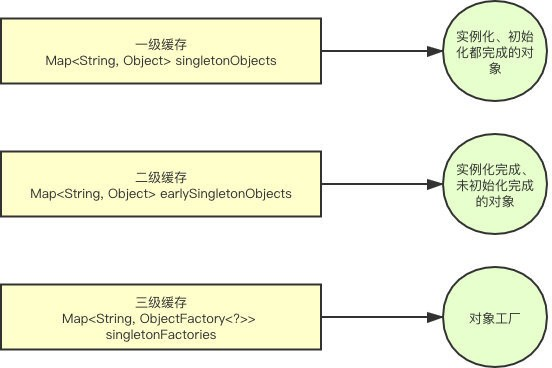 一级缓存
Map<String, Object> singletonObjects
实例化、初始
化都完成的对
象
二级缓存
Map<String, Object> earlySingletonObjects
实例化完成、
未初始化完成
的对象
三级缓存
Map<String, ObjectFactory<?>>
singletonFactories
对象工厂